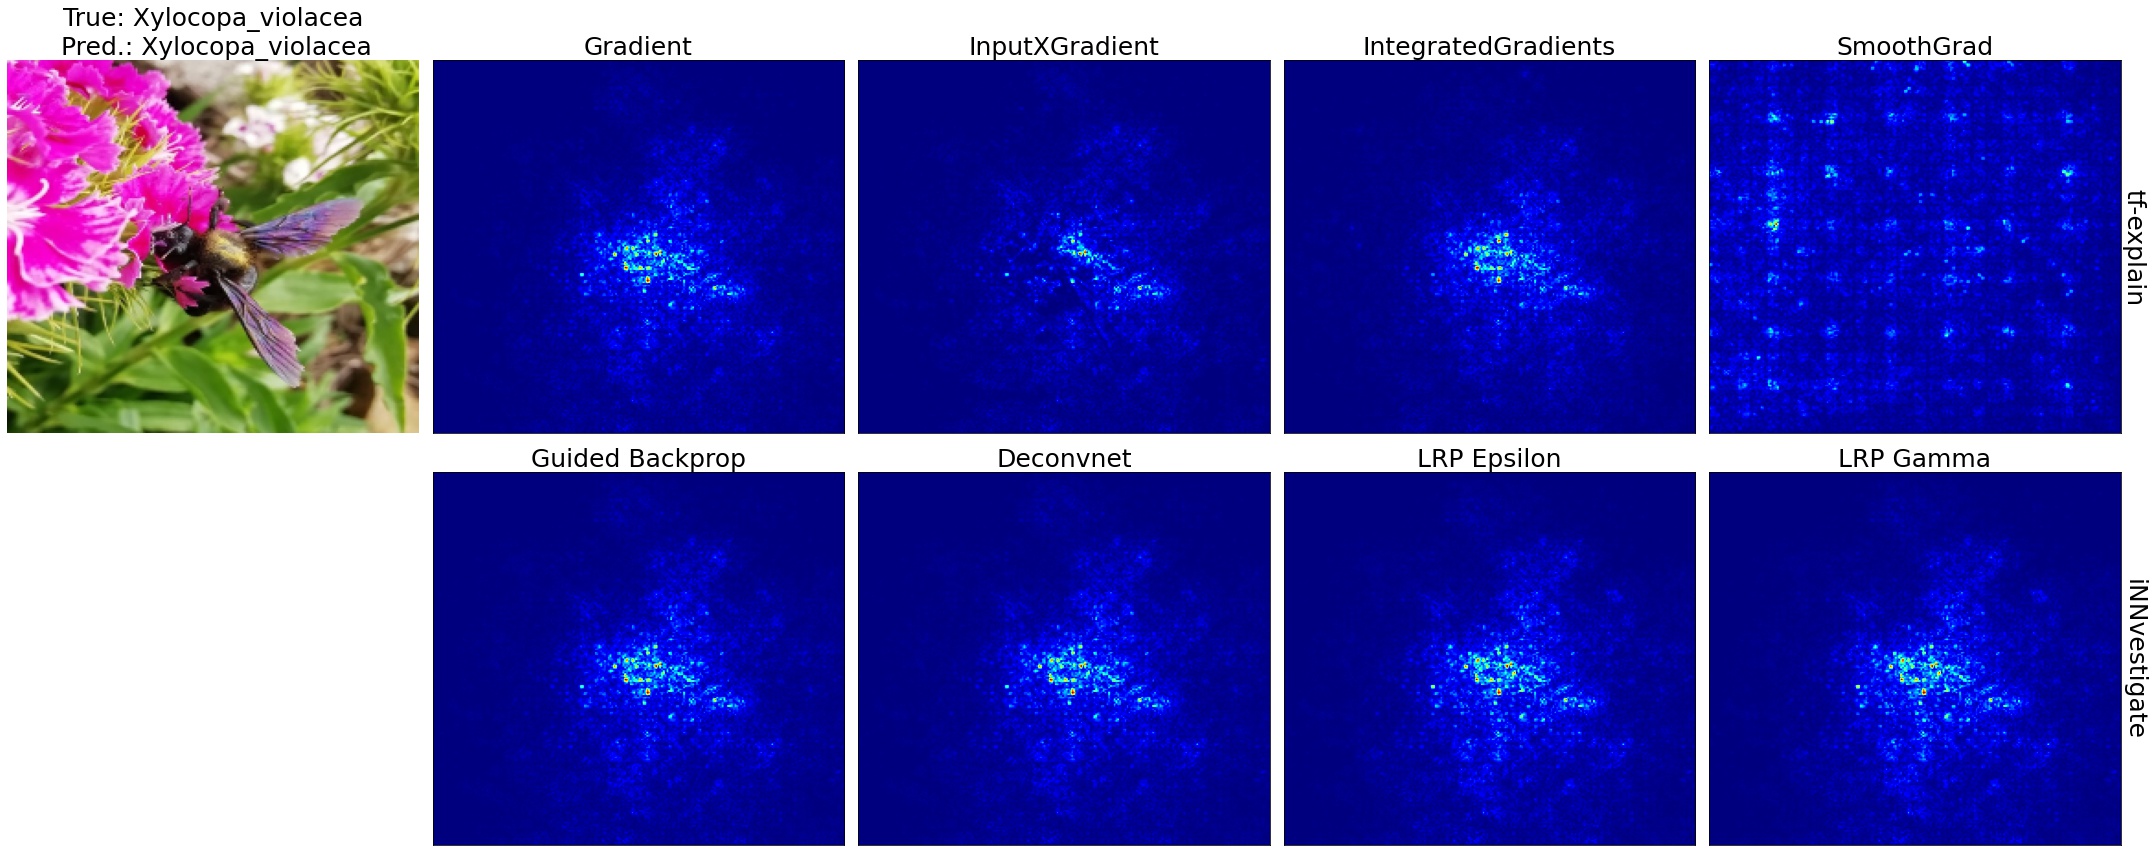 True: Xylocopa_violacea
Pred.: Xylocopa_violacea
Gradient
InputXGradient
IntegratedGradients
SmoothGrad
tf-explain
Guided Backprop
Deconvnet
LRP Epsilon
LRP Gamma
iNNvestigate